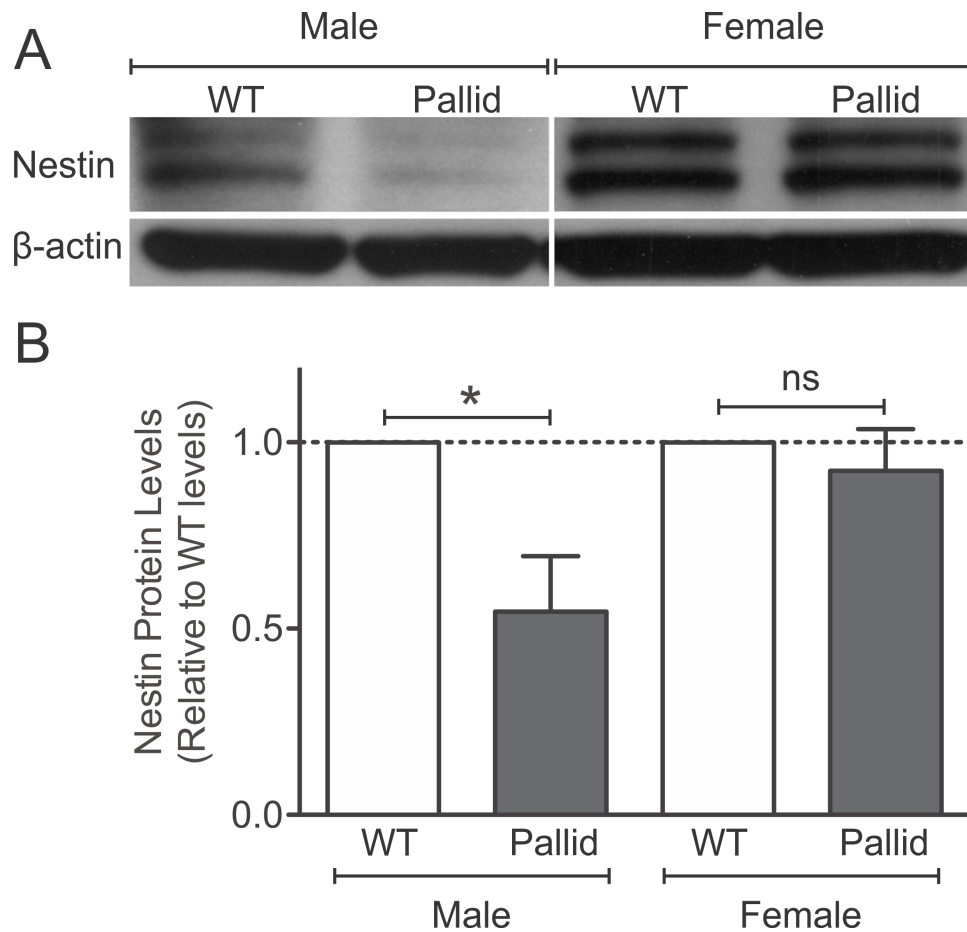 A
Male
Female
WT
Pallid
WT
Pallid
Nestin
β-actin
B
Nestin Protein Levels
(Relative to WT levels)
*
ns
1.0
0.5
0.0
WT
Pallid
WT
Pallid
Male
Female